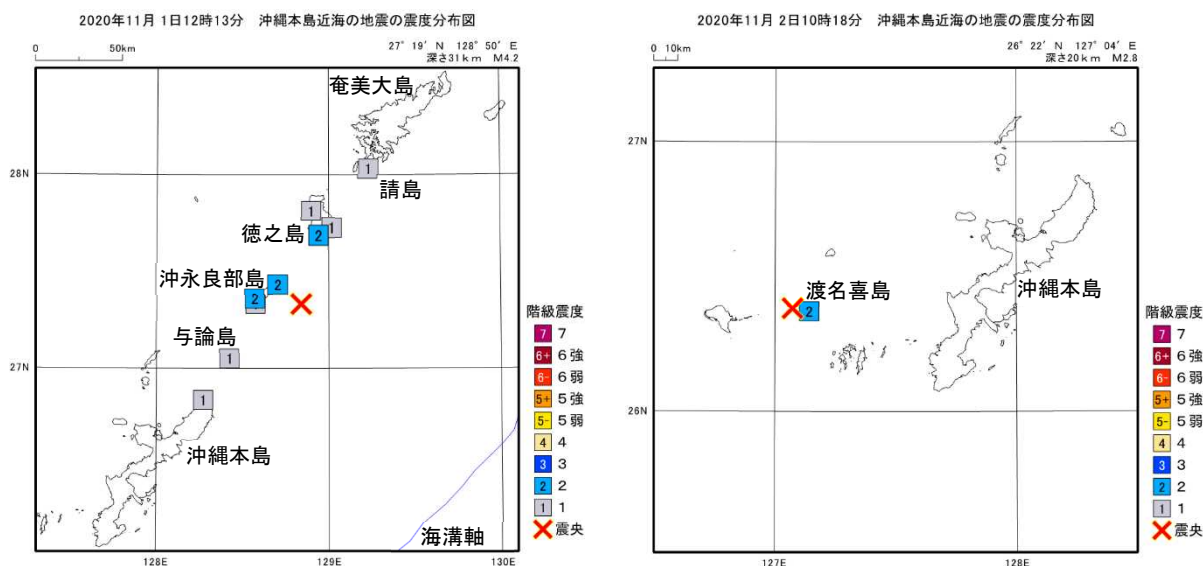 2020年11月 1日12時13分 沖縄本島近海の地震の震度分布図
0 50km
27° 19′ N 128° 50′ E
深さ31km M4.2
奄美大島
28N
1
請島
1
1
徳之島
2
沖永良部島
2
2
与論島
1
27N
1
沖縄本島
海溝軸
128E 129E 130E
階級震度
7 7
6+ 6強
6- 6弱
5+ 5強
5- 5弱
4 4
3 3
2 2
1 1
震央
2020年11月 2日10時18分 沖縄本島近海の地震の震度分布図
0 10km
26° 22′ N 127° 04′ E
深さ20km M2.8
27N
渡名喜島
沖縄本島
2
26N
127E 128E
階級震度
7 7
6+ 6強
6- 6弱
5+ 5強
5- 5弱
4 4
3 3
2 2
1 1
震央